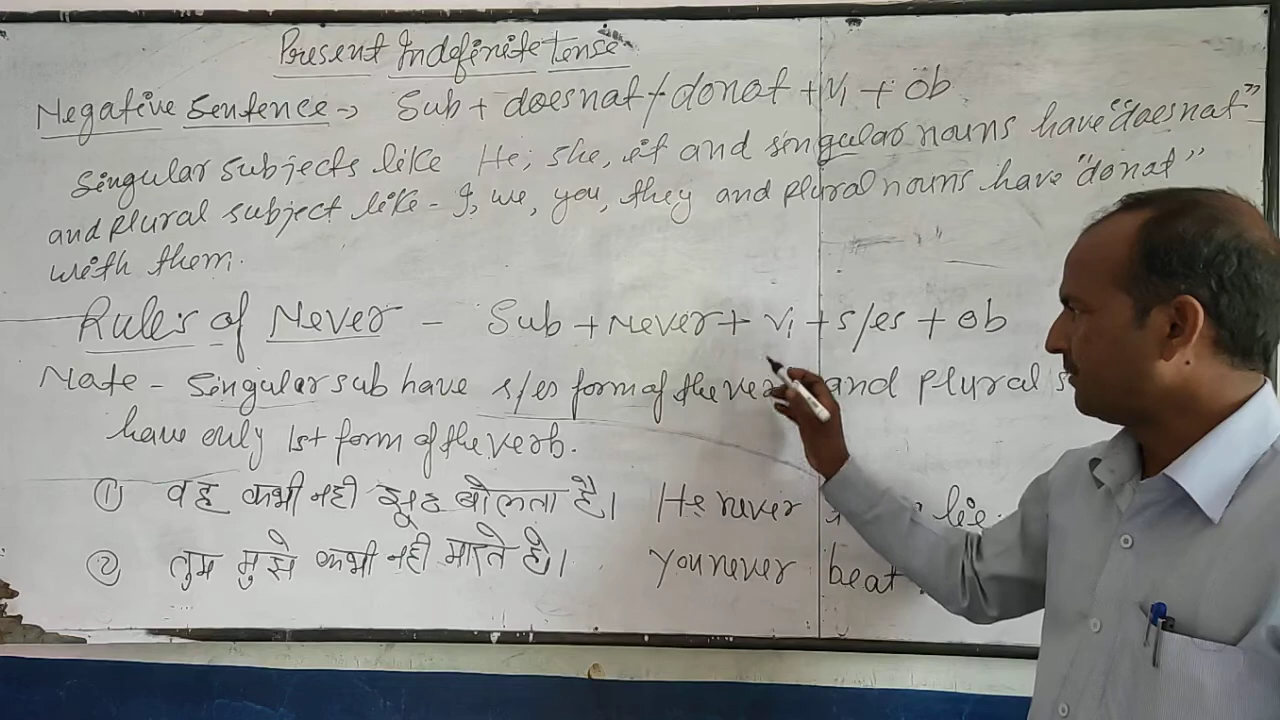 Present Indefinite Tense
Negative Sentence → Sub + doesnot / donot + V₁ + ob
Singular subjects like He, she, it and singular nouns have "doesnot"
and plural subject like - I, we, you, they and plural nouns have "donot"
with them.
Rules of Never - Sub + Never + V₁ + s/es + ob
Note - Singular sub have s/es form of the verb and plural
have only 1st form of the verb.
① वह कभी नही झूठ बोलता है। He never lie.
② तुम मुझे कभी नही मारते हो। You never beat